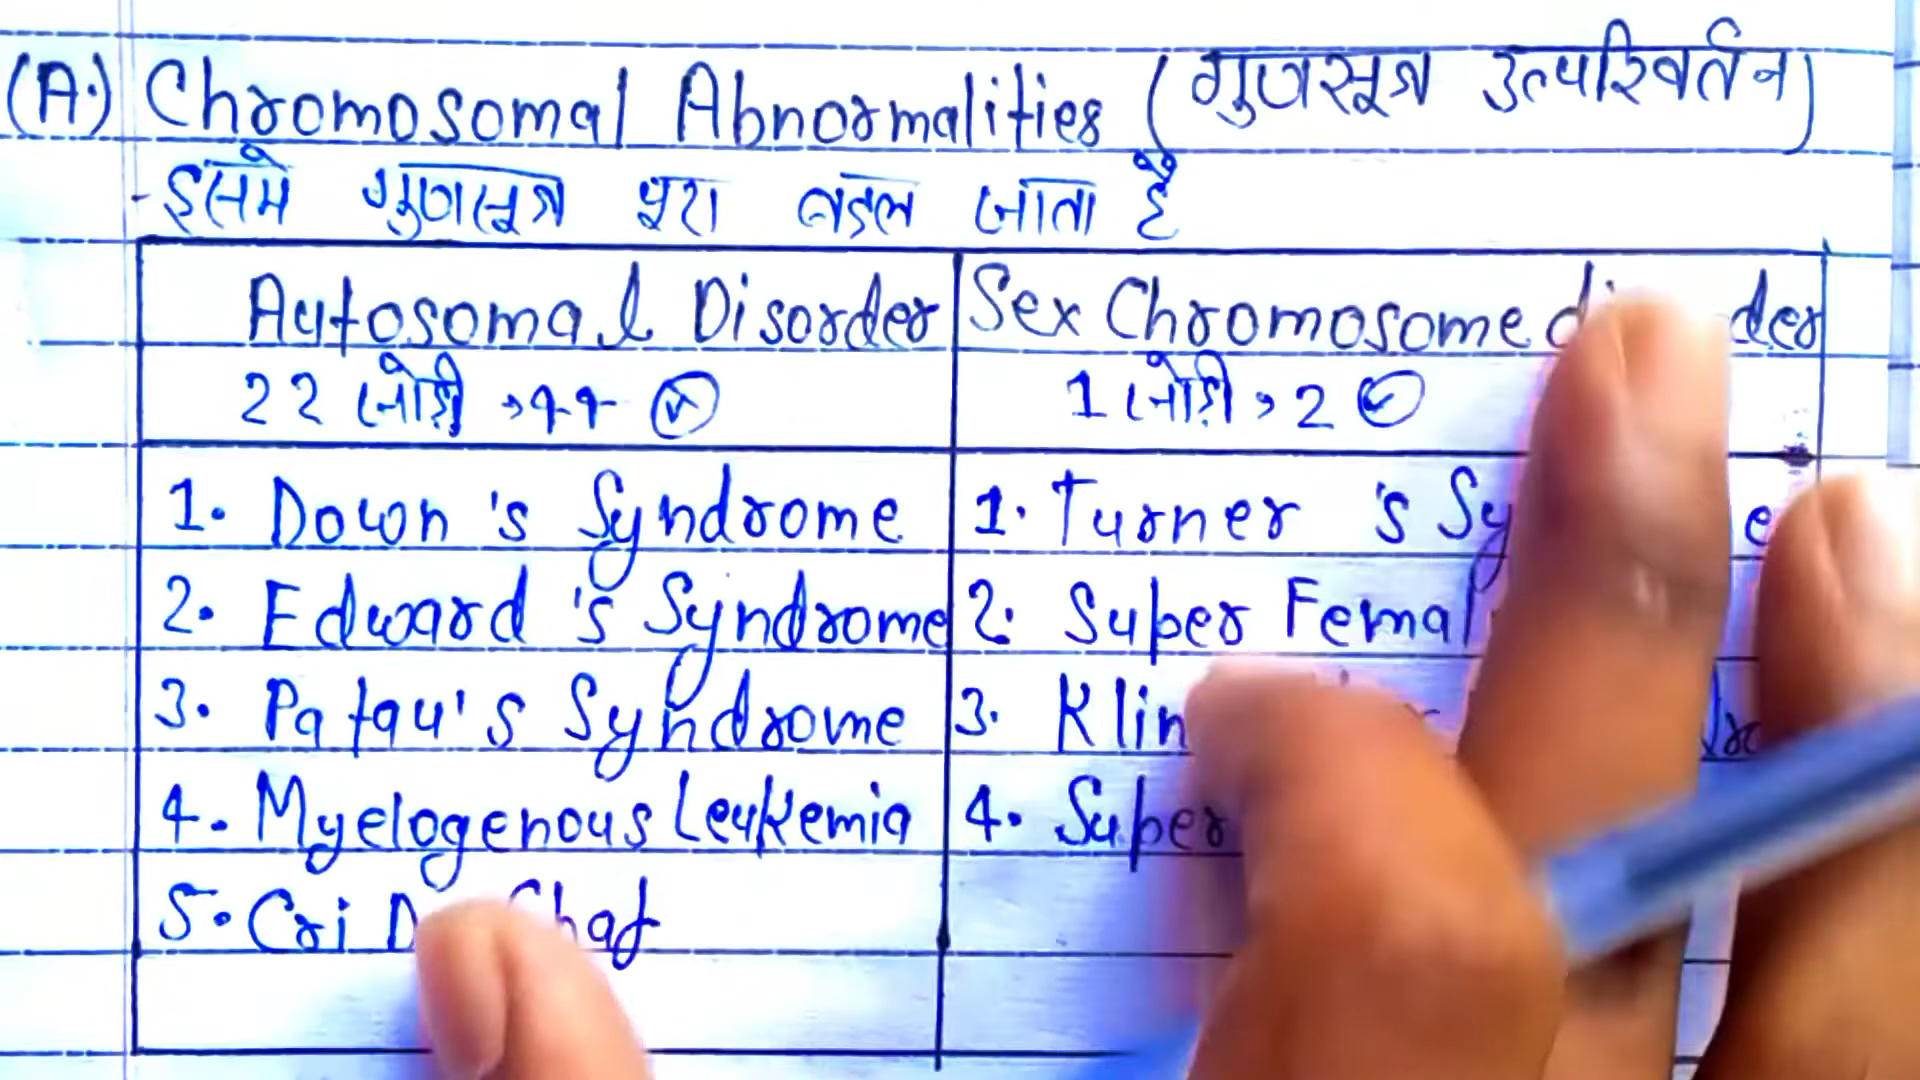 (A.) Chromosomal Abnormalities (गुणसूत्र उत्परिवर्तन)
- इसमे गुणसूत्र पूरा बदल जाता है
Autosomal Disorder
22 जोड़ी , 44
1. Down's Syndrome
2. Edward's Syndrome
3. Patau's Syndrome
4. Myelogenous Leukemia
5. Cri Chat
Sex Chromosome
1 जोड़ी , 2
1. Turner's
2. Super
3.
4. Super